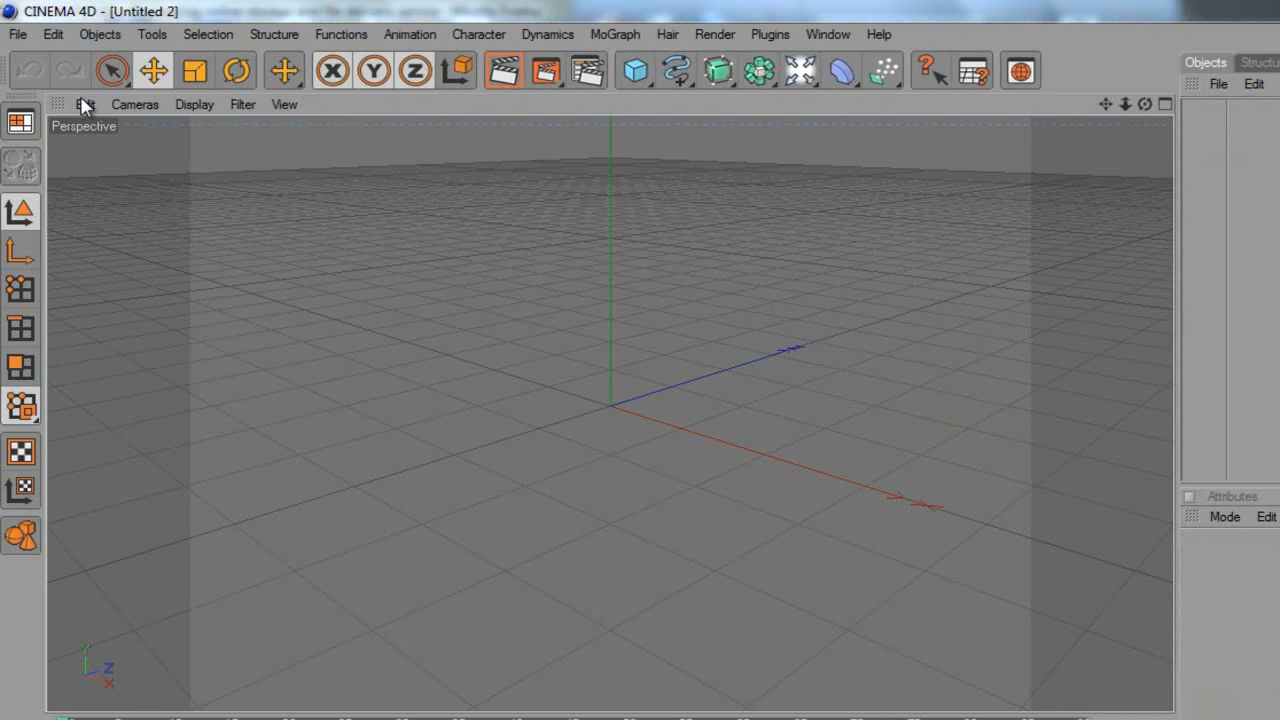 CINEMA 4D - [Untitled 2]
File Edit Objects Tools Selection Structure Functions Animation Character Dynamics MoGraph Hair Render Plugins Window Help
X Y Z
Objects Structu
File Edit
Cameras Display Filter View
Perspective
Attributes
Mode Edit
Y
Z
X